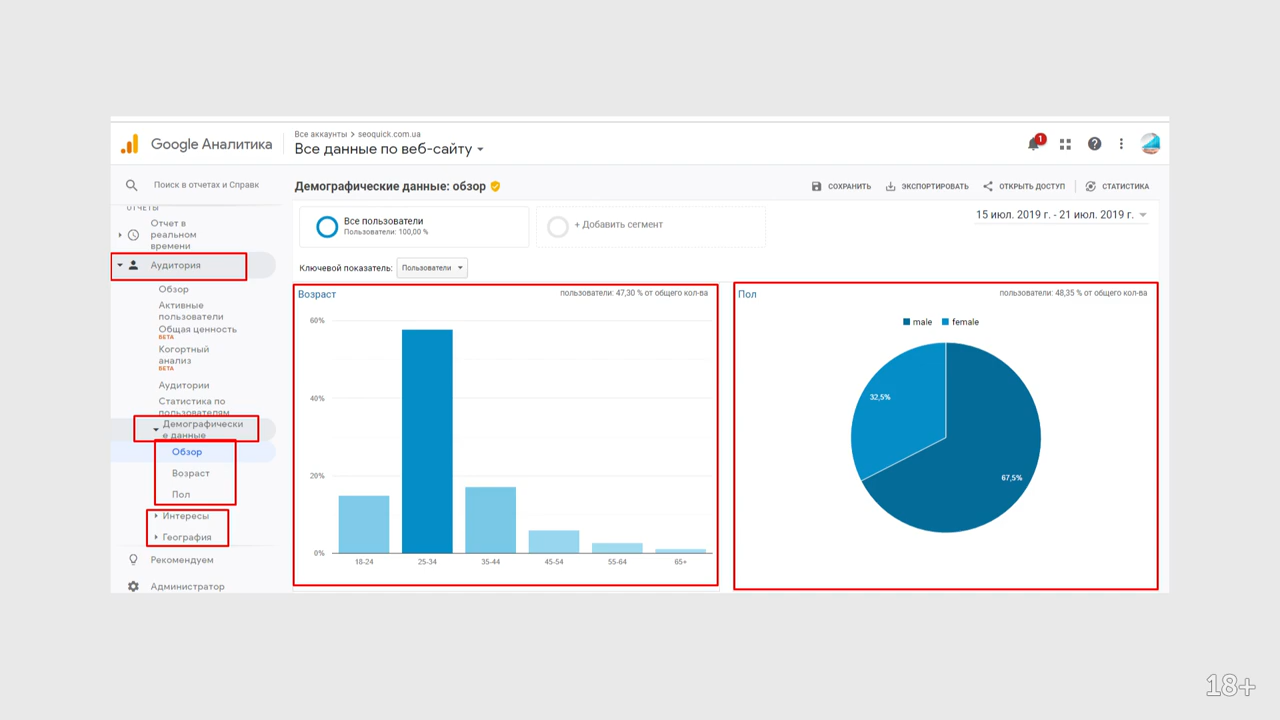 Google Аналитика
Все аккаунты > seoquick.com.ua
Все данные по веб-сайту
1
Поиск в отчетах и Справк
Демографические данные: обзор
СОХРАНИТЬ
ЭКСПОРТИРОВАТЬ
ОТКРЫТЬ ДОСТУП
СТАТИСТИКА
ОТЧЕТЫ
Отчет в
реальном
времени
Аудитория
Обзор
Активные
пользователи
Общая ценность
BETA
Когортный
анализ
BETA
Аудитории
Статистика по
пользователям
Демографически
е данные
Обзор
Возраст
Пол
Интересы
География
Рекомендуем
Администратор
Все пользователи
Пользователи: 100,00 %
+ Добавить сегмент
15 июл. 2019 г. - 21 июл. 2019 г.
Ключевой показатель:
Пользователи
Возраст
пользователи: 47,30 % от общего кол-ва
60%
40%
20%
0%
18-24
25-34
35-44
45-54
55-64
65+
Пол
пользователи: 48,35 % от общего кол-ва
male
female
32,5%
67,5%
18+